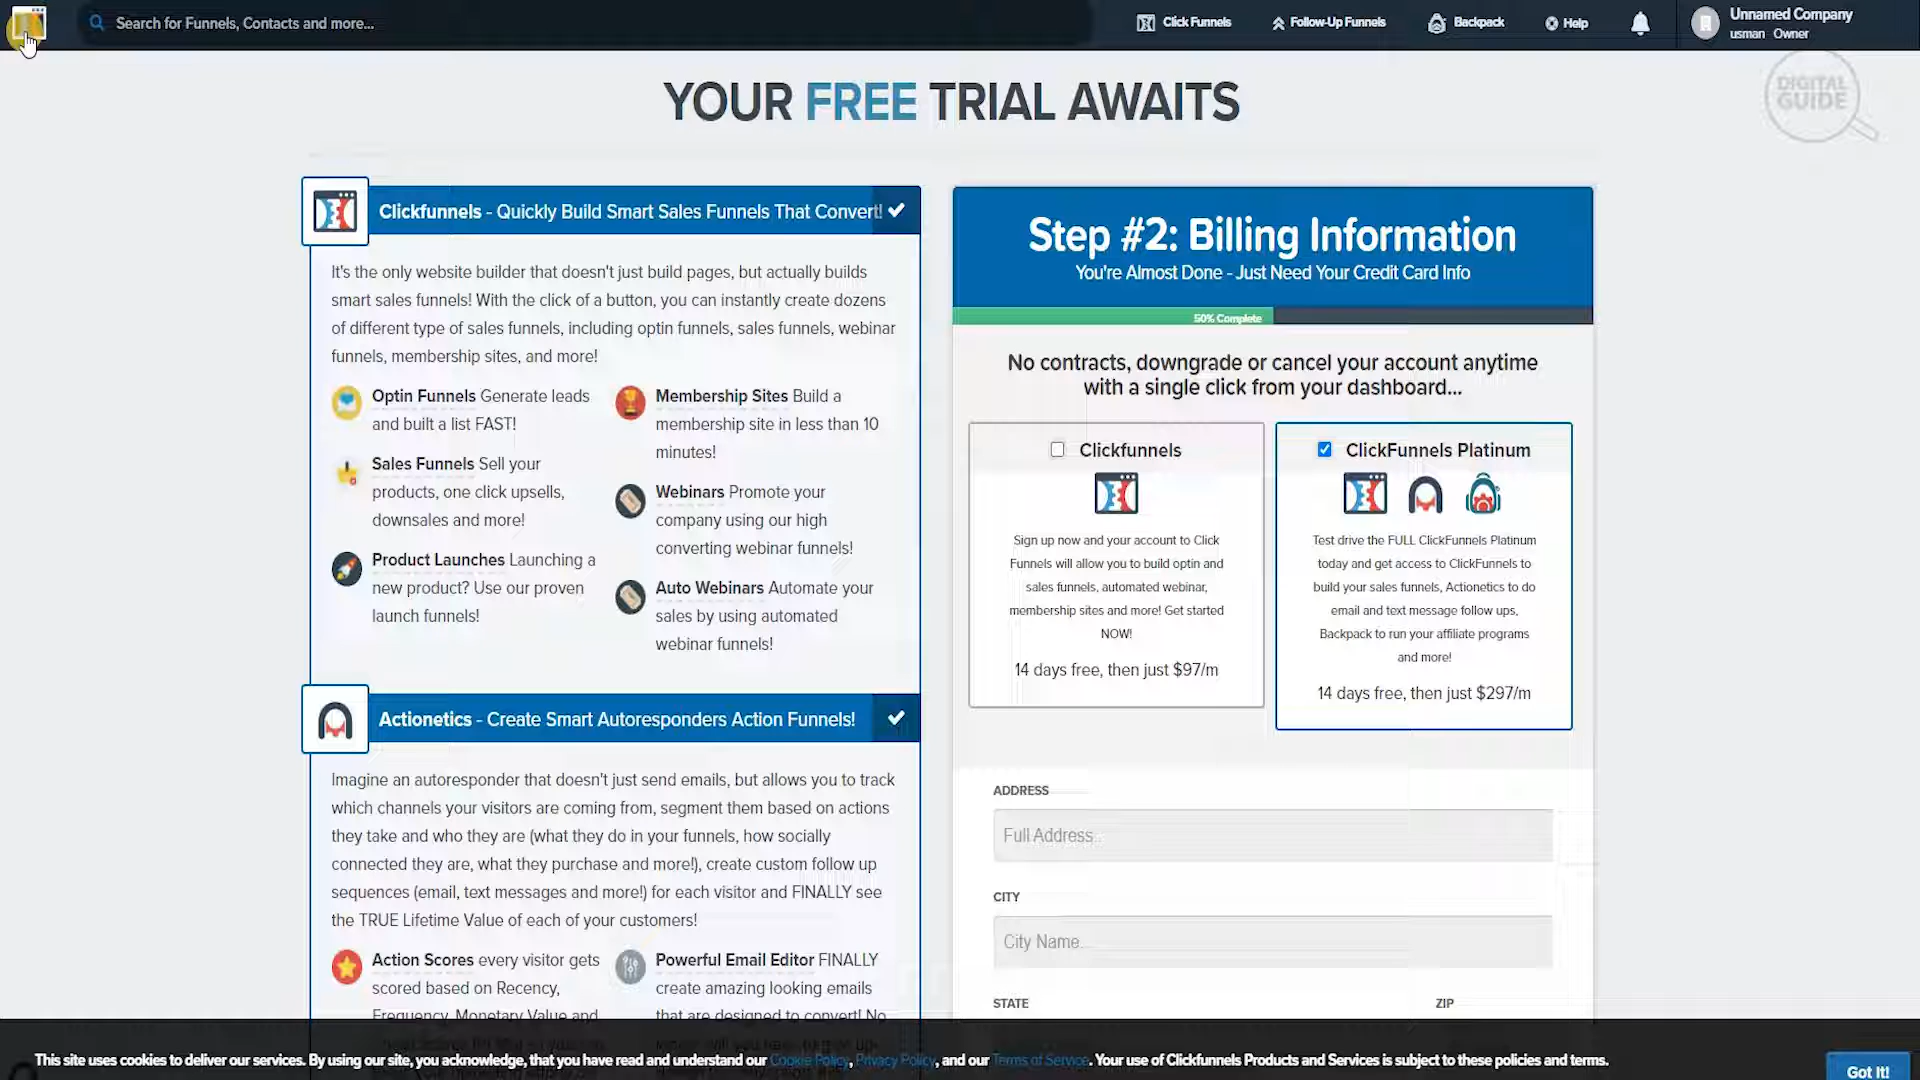 Search for Funnels, Contacts and more...
Click Funnels
Follow-Up Funnels
Backpack
Help
Unnamed Company
usman Owner
DIGITAL
GUIDE
YOUR FREE TRIAL AWAITS
Clickfunnels - Quickly Build Smart Sales Funnels That Convert!
It's the only website builder that doesn't just build pages, but actually builds
smart sales funnels! With the click of a button, you can instantly create dozens
of different type of sales funnels, including optin funnels, sales funnels, webinar
funnels, membership sites, and more!
Optin Funnels Generate leads
and built a list FAST!
Sales Funnels Sell your
products, one click upsells,
downsales and more!
Product Launches Launching a
new product? Use our proven
launch funnels!
Membership Sites Build a
membership site in less than 10
minutes!
Webinars Promote your
company using our high
converting webinar funnels!
Auto Webinars Automate your
sales by using automated
webinar funnels!
Actionetics - Create Smart Autoresponders Action Funnels!
Imagine an autoresponder that doesn't just send emails, but allows you to track
which channels your visitors are coming from, segment them based on actions
they take and who they are (what they do in your funnels, how socially
connected they are, what they purchase and more!), create custom follow up
sequences (email, text messages and more!) for each visitor and FINALLY see
the TRUE Lifetime Value of each of your customers!
Action Scores every visitor gets
scored based on Recency,
Frequency, Monetary Value and
Powerful Email Editor FINALLY
create amazing looking emails
that are designed to convert! No
Step #2: Billing Information
You're Almost Done - Just Need Your Credit Card Info
50% Complete
No contracts, downgrade or cancel your account anytime
with a single click from your dashboard...
Clickfunnels
Sign up now and your account to Click
Funnels will allow you to build optin and
sales funnels, automated webinar,
membership sites and more! Get started
NOW!
14 days free, then just $97/m
ClickFunnels Platinum
Test drive the FULL ClickFunnels Platinum
today and get access to ClickFunnels to
build your sales funnels, Actionetics to do
email and text message follow ups,
Backpack to run your affiliate programs
and more!
14 days free, then just $297/m
ADDRESS
Full Address..
CITY
City Name...
STATE
ZIP
This site uses cookies to deliver our services. By using our site, you acknowledge, that you have read and understand our Cookie Policy, Privacy Policy, and our Terms of Service. Your use of Clickfunnels Products and Services is subject to these policies and terms.
Got It!